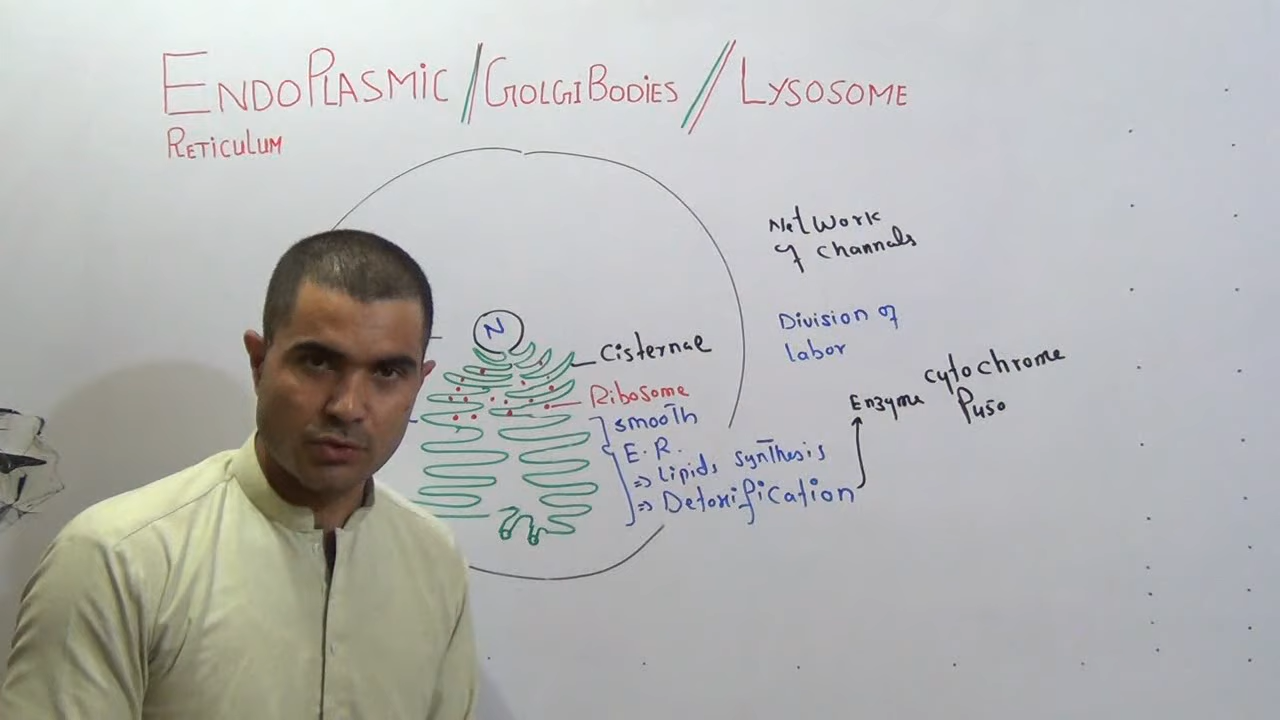 ENDOPLASMIC // GOLGI BODIES // LYSOSOME
RETICULUM
Network
of channals
N
Division of
labor
Cisternae
Cytochrome
P450
Enzyme
Ribosome
smooth
E.R.
⇒ Lipids synthesis
⇒ Detoxification